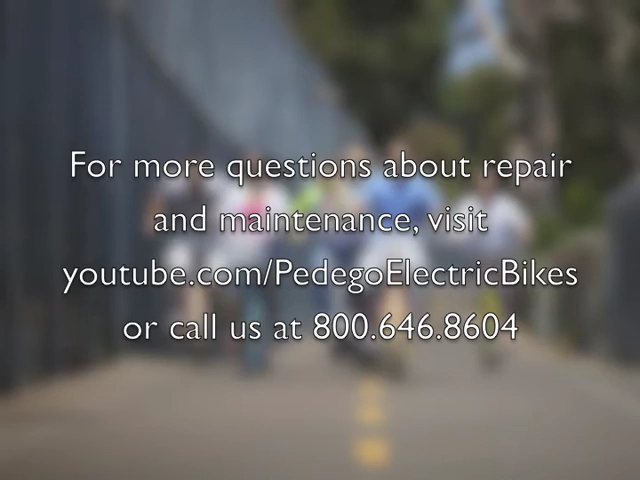 For more questions about repair
and maintenance, visit
youtube.com/PedegoElectricBikes
or call us at 800.646.8604